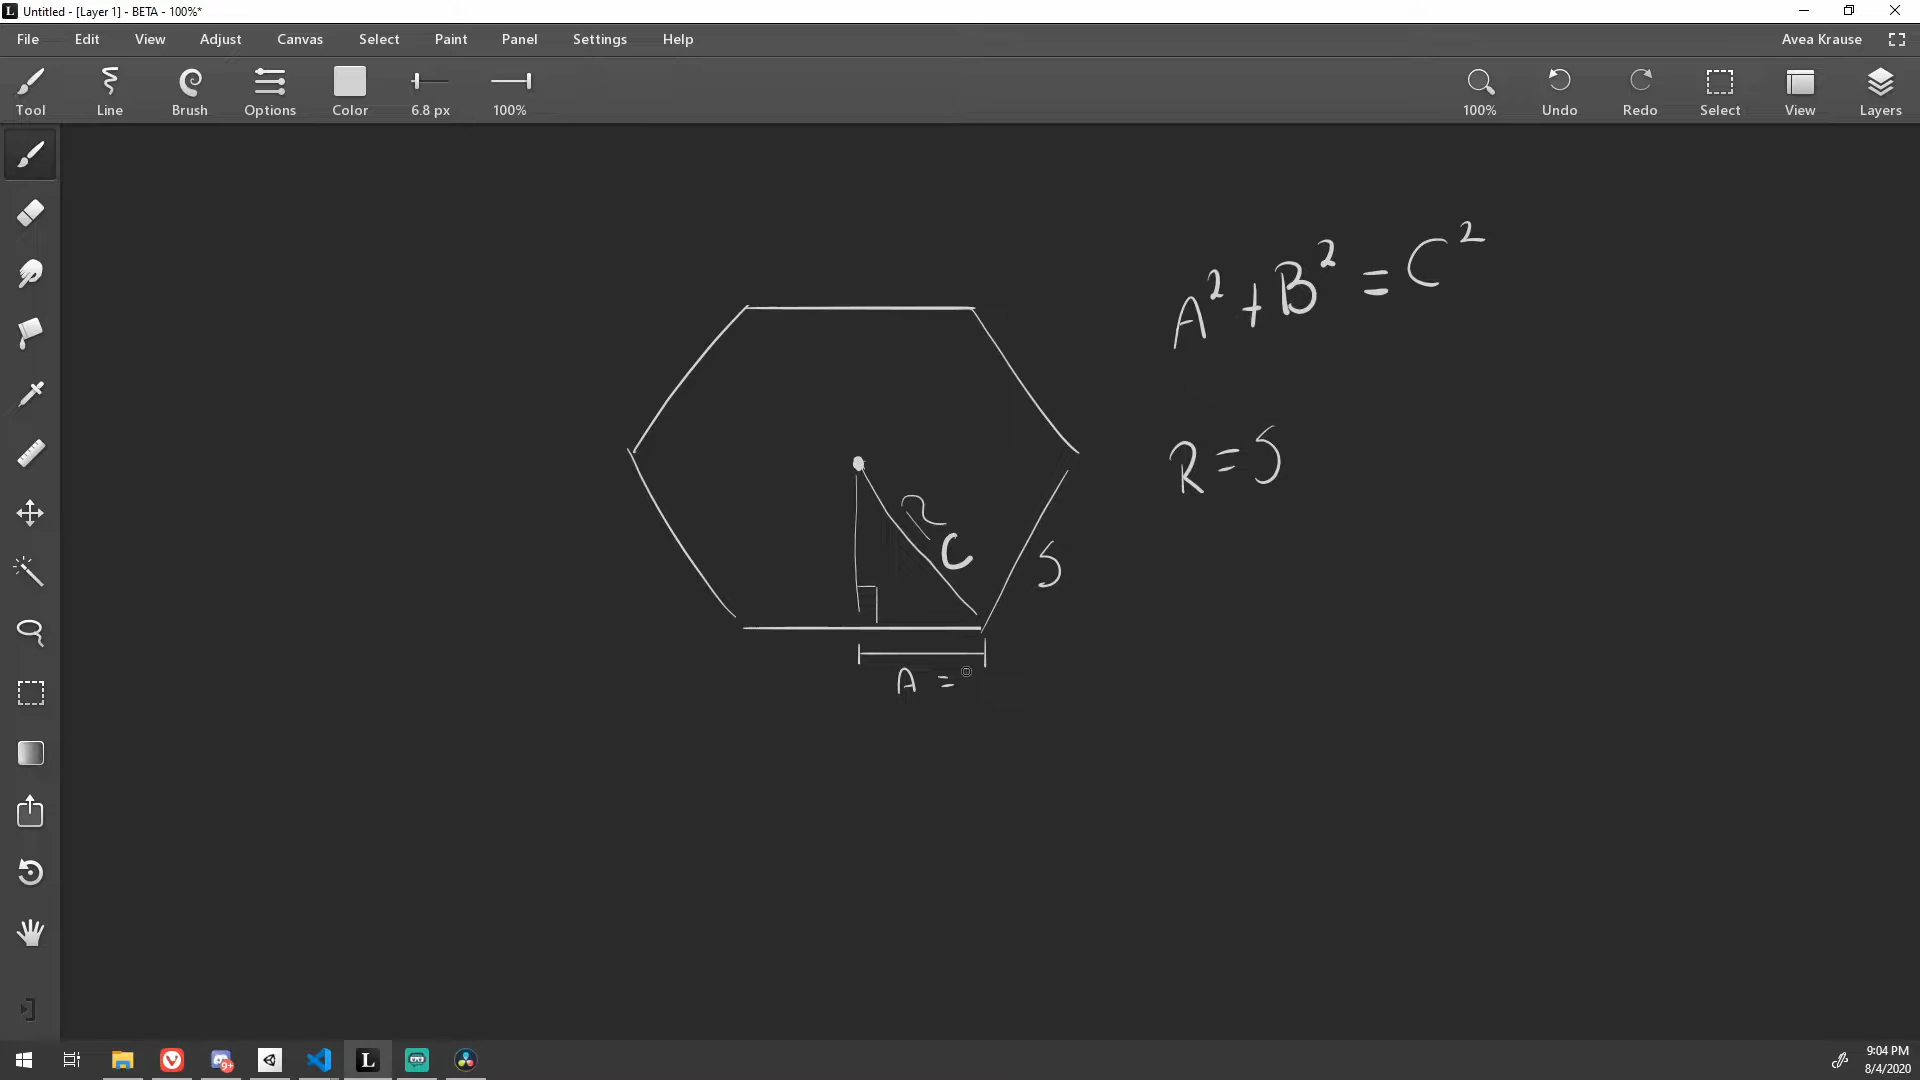 L Untitled - [Layer 1] - BETA - 100%*
File Edit View Adjust Canvas Select Paint Panel Settings Help Avea Krause
Tool Line Brush Options Color 6.8 px 100% 100% Undo Redo Select View Layers
A² + B² = C²
R = S
R
C
S
A =
9+ L 9:04 PM
8/4/2020